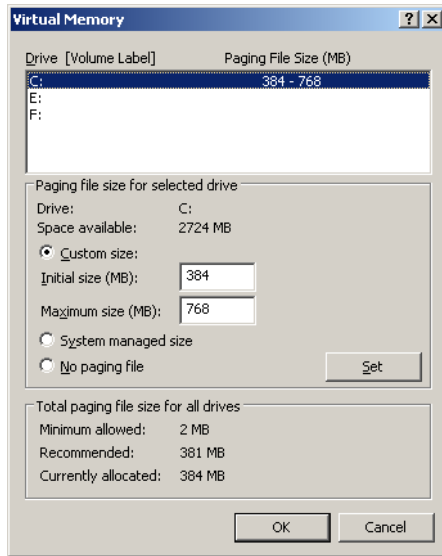 Virtual Memory
Drive [Volume Label] Paging File Size (MB)
C: 384 - 768
E:
F:
Paging file size for selected drive
Drive: C:
Space available: 2724 MB
Custom size:
Initial size (MB): 384
Maximum size (MB): 768
System managed size
No paging file Set
Total paging file size for all drives
Minimum allowed: 2 MB
Recommended: 381 MB
Currently allocated: 384 MB
OK Cancel